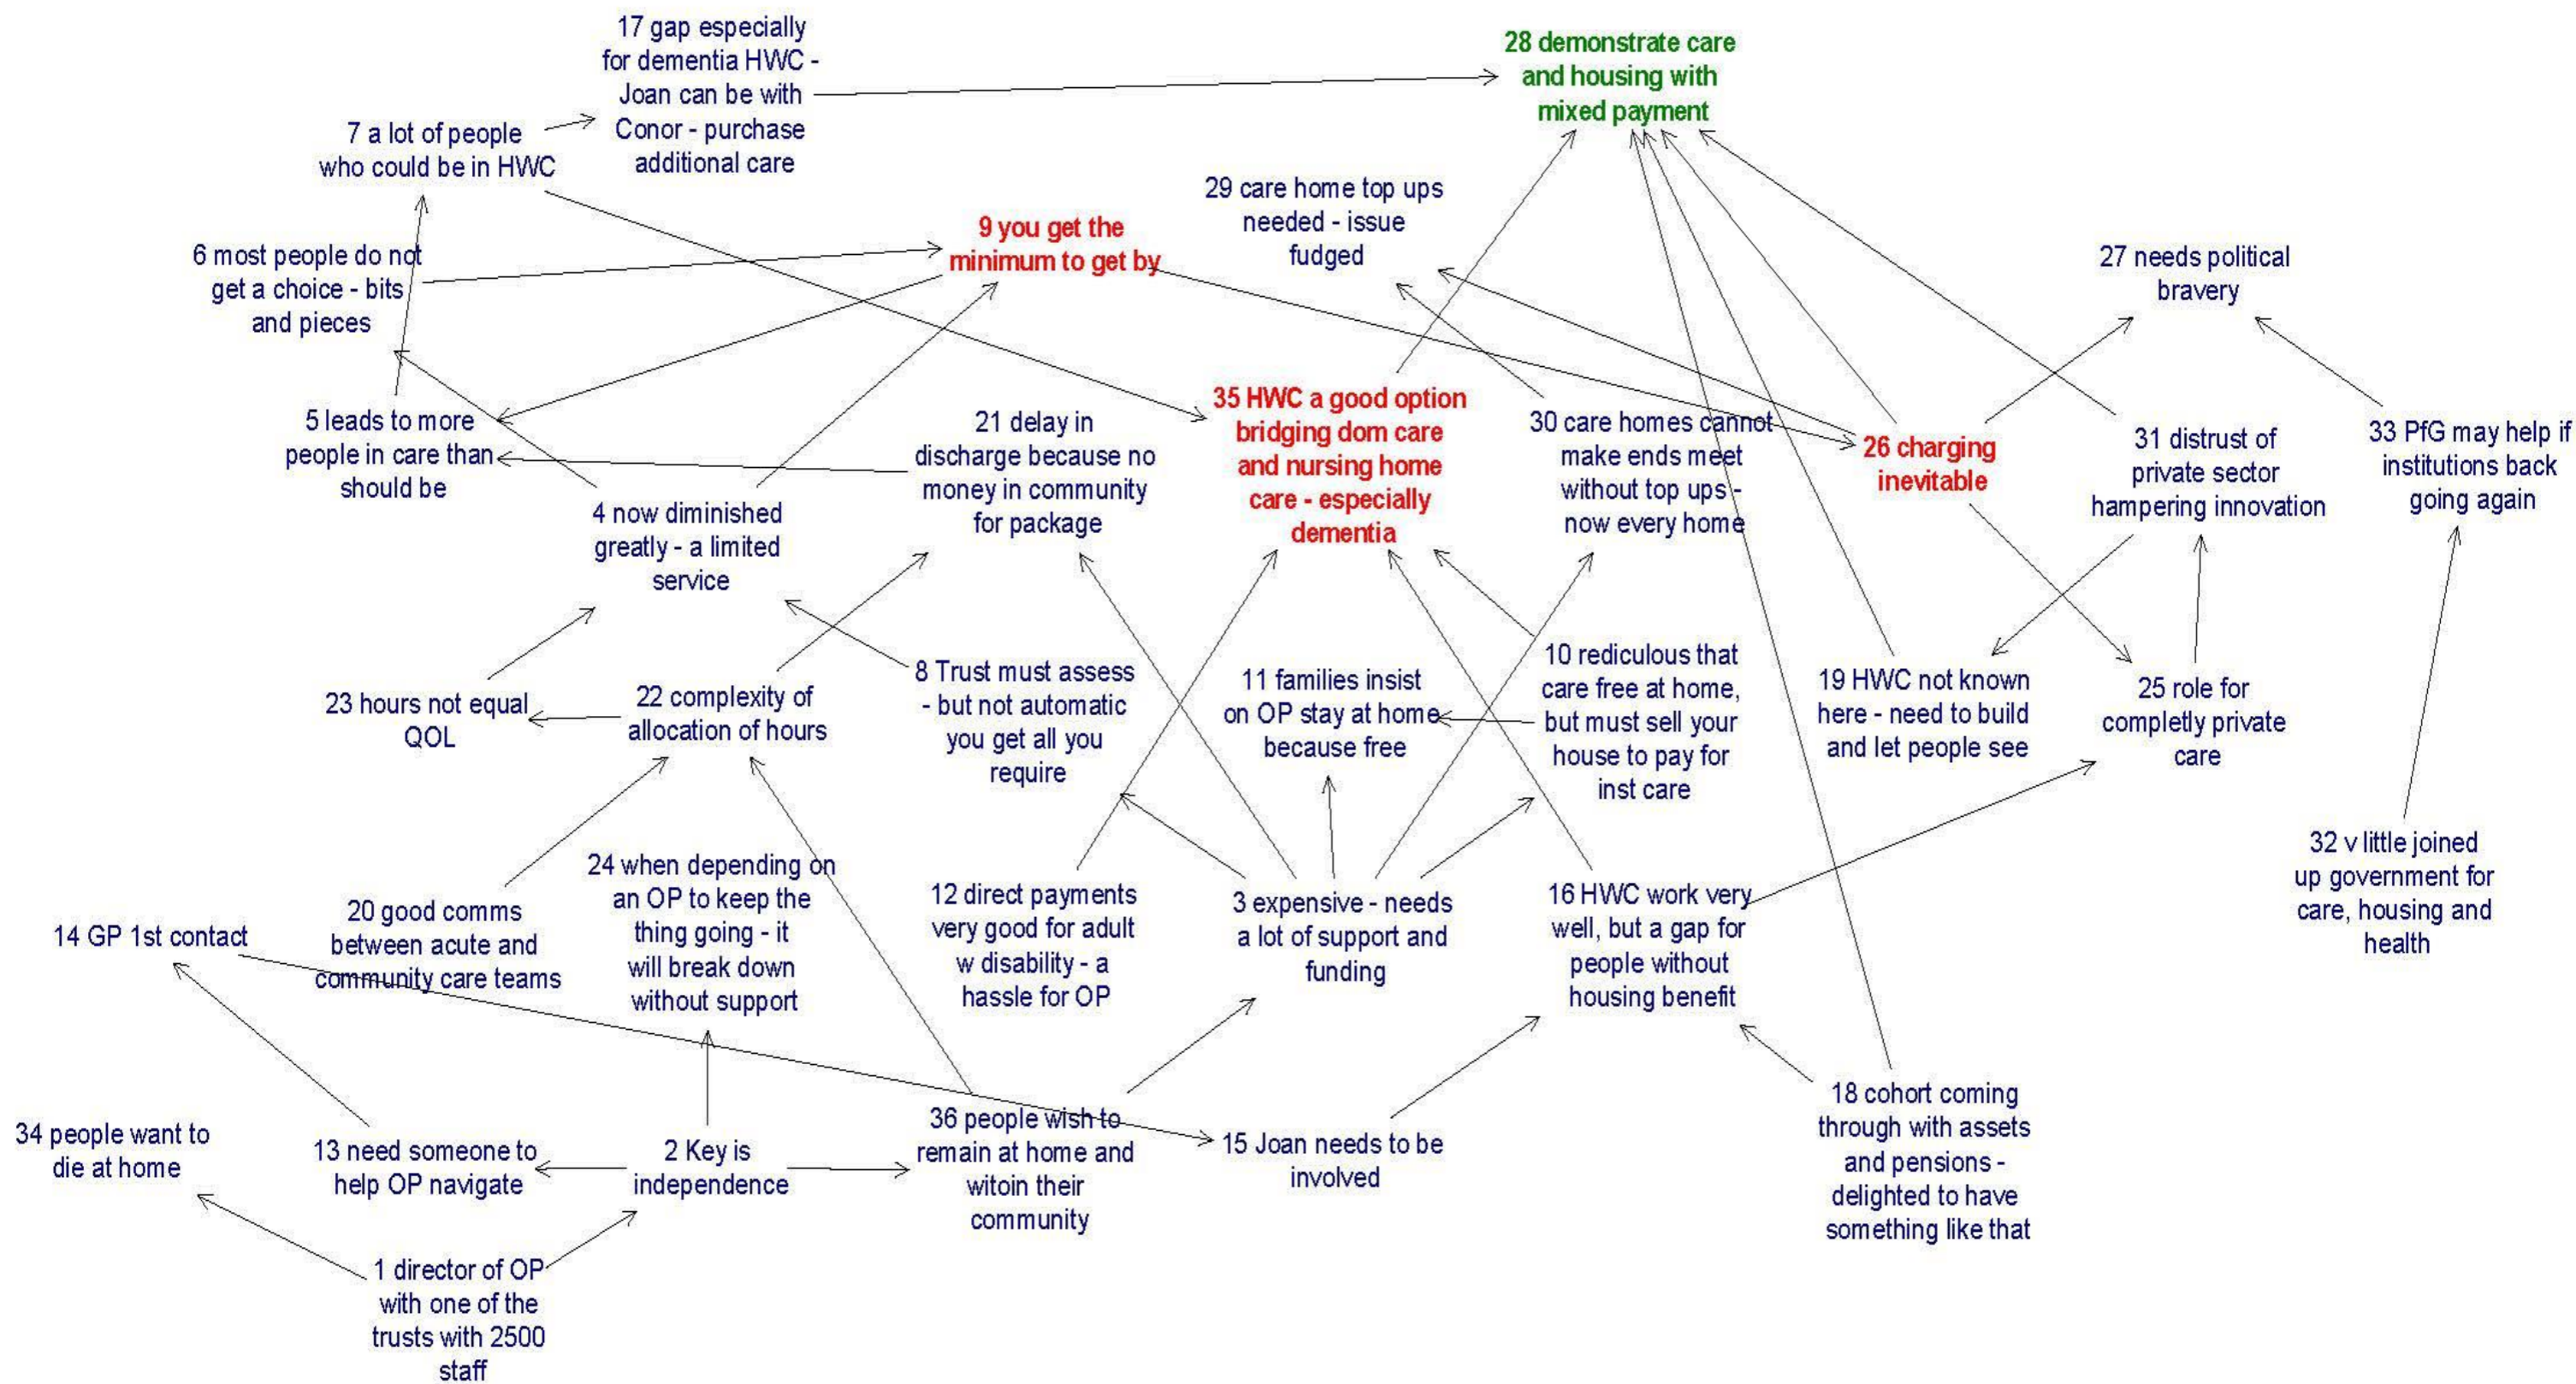 17 gap especially
for dementia HWC -
Joan can be with
Conor - purchase
additional care
28 demonstrate care
and housing with
mixed payment
7 a lot of people
who could be in HWC
29 care home top ups
needed - issue
fudged
9 you get the
minimum to get by
6 most people do not
get a choice - bits
and pieces
27 needs political
bravery
5 leads to more
people in care than
should be
21 delay in
discharge because no
money in community
for package
35 HWC a good option
bridging dom care
and nursing home
care - especially
dementia
30 care homes cannot
make ends meet
without top ups -
now every home
26 charging
inevitable
31 distrust of
private sector
hampering innovation
33 PfG may help if
institutions back
going again
4 now diminished
greatly - a limited
service
23 hours not equal
QOL
22 complexity of
allocation of hours
8 Trust must assess
- but not automatic
you get all you
require
11 families insist
on OP stay at home
because free
10 rediculous that
care free at home,
but must sell your
house to pay for
inst care
19 HWC not known
here - need to build
and let people see
25 role for
completly private
care
14 GP 1st contact
20 good comms
between acute and
community care teams
24 when depending on
an OP to keep the
thing going - it
will break down
without support
12 direct payments
very good for adult
w disability - a
hassle for OP
3 expensive - needs
a lot of support and
funding
16 HWC work very
well, but a gap for
people without
housing benefit
32 v little joined
up government for
care, housing and
health
34 people want to
die at home
13 need someone to
help OP navigate
2 Key is
independence
36 people wish to
remain at home and
witoin their
community
15 Joan needs to be
involved
18 cohort coming
through with assets
and pensions -
delighted to have
something like that
1 director of OP
with one of the
trusts with 2500
staff